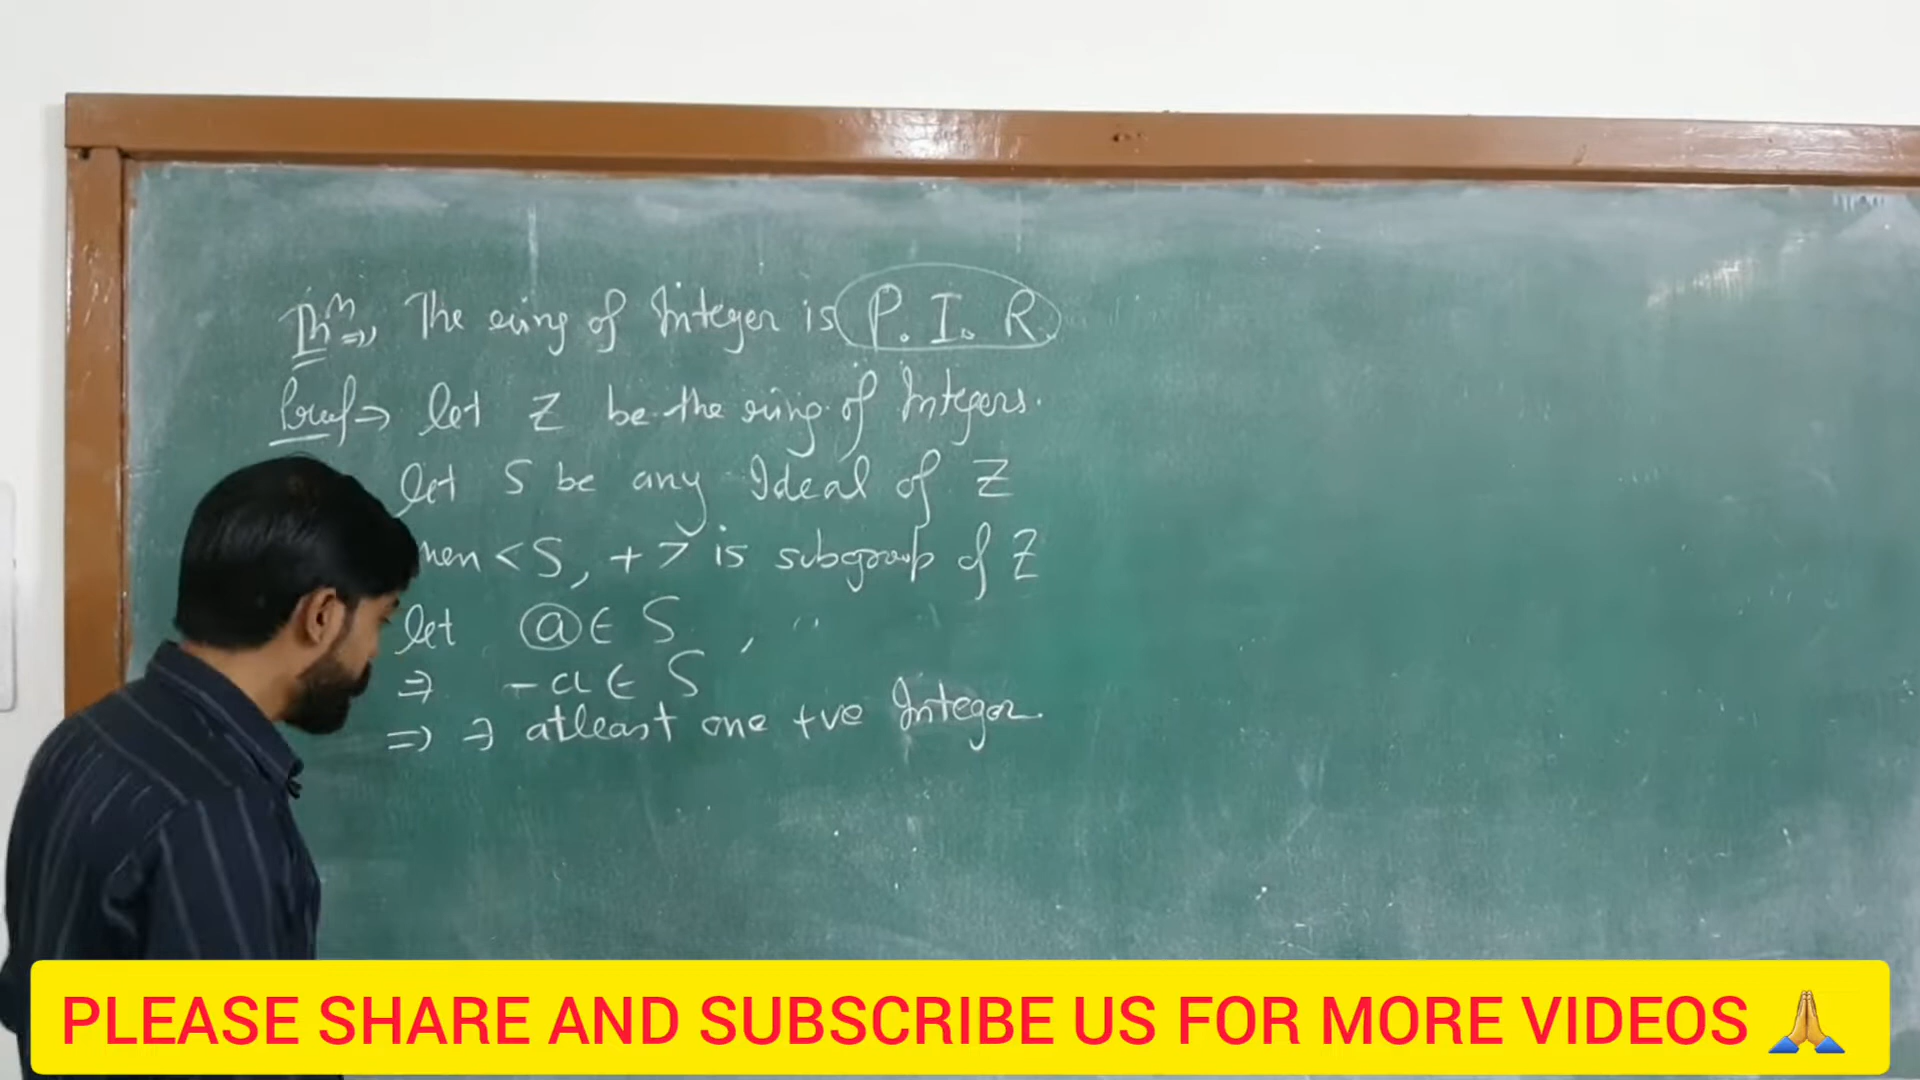 Thm ⇒, The ring of Integer is P. I. R.
Proof ⇒ let Z be the ring of Integers.
let S be any Ideal of Z
hen <S, +> is subgroup of Z
let a ∈ S ,
⇒ -a ∈ S
⇒ ∃ atleast one +ve Integer.
PLEASE SHARE AND SUBSCRIBE US FOR MORE VIDEOS 🙏